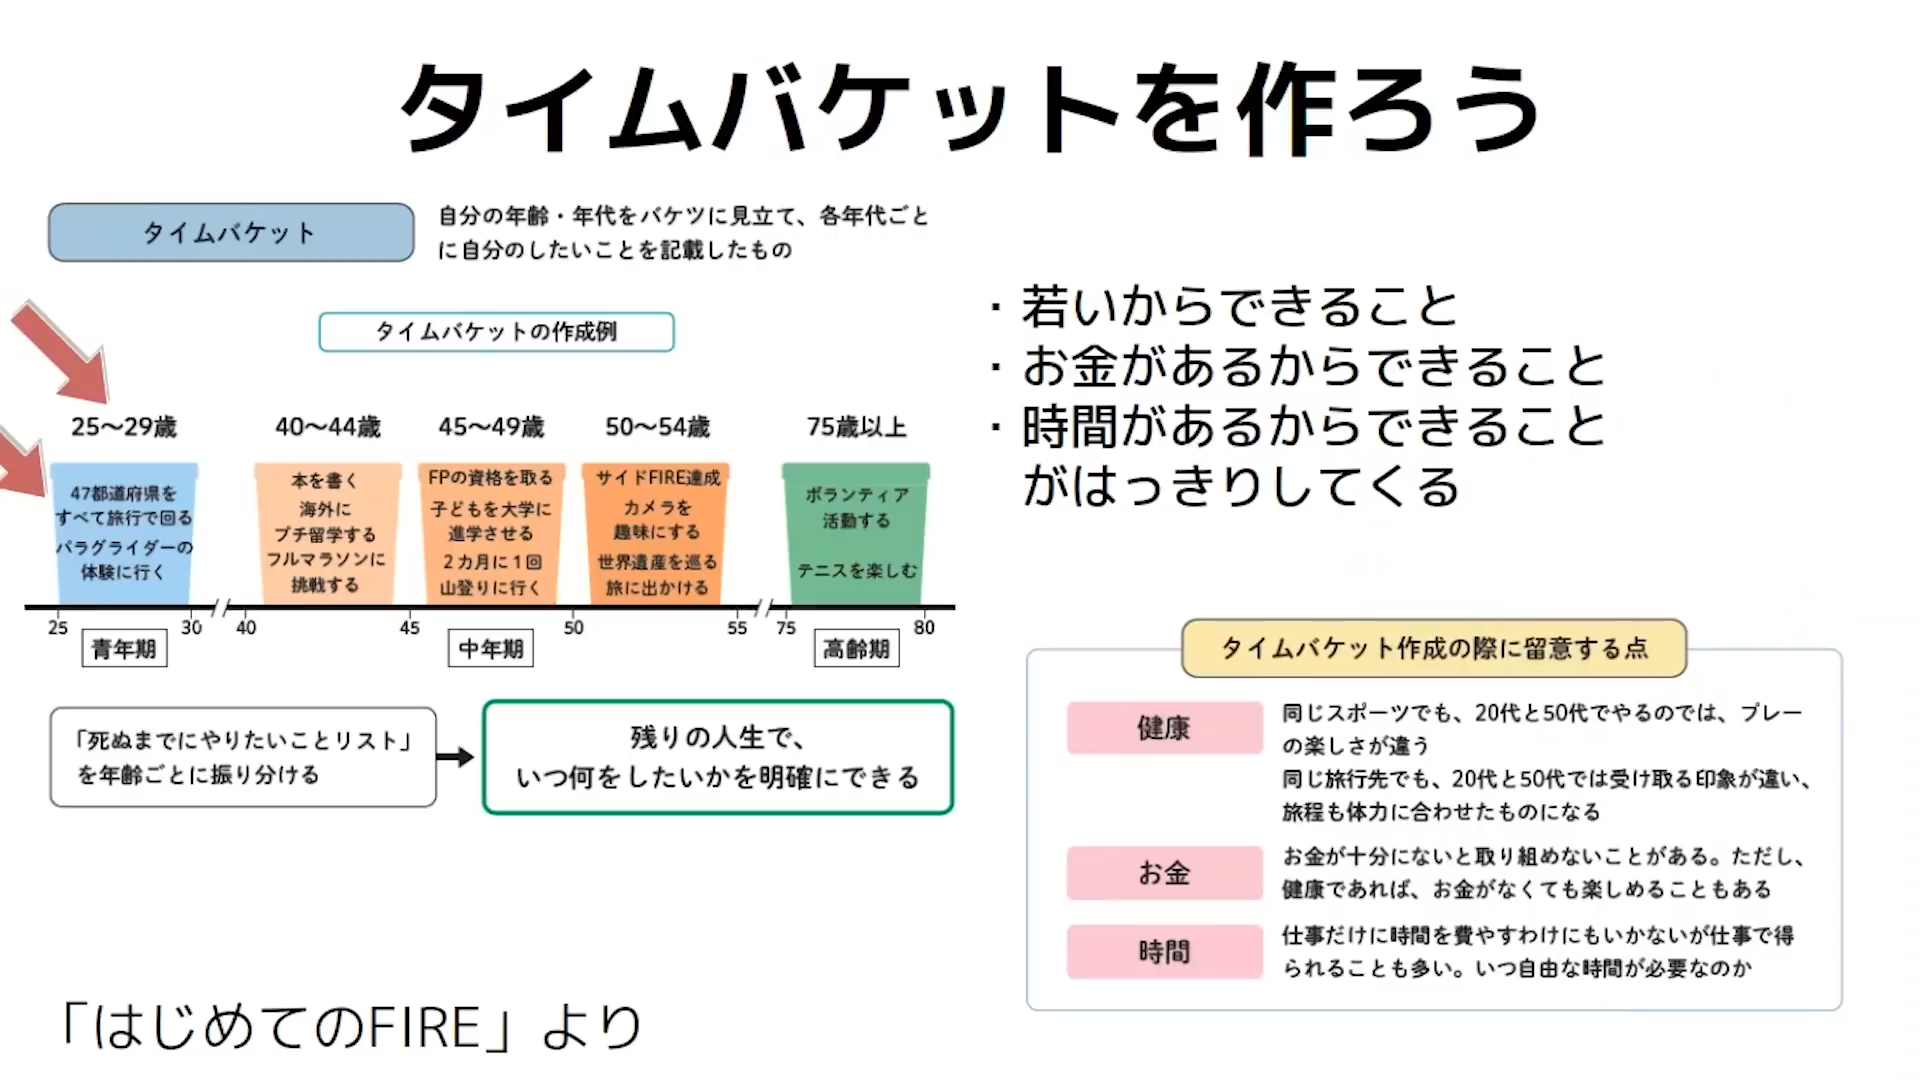 タイムバケットを作ろう
タイムバケット
自分の年齢・年代をバケツに見立て、各年代ごと
に自分のしたいことを記載したもの
タイムバケットの作成例
25〜29歳
47都道府県を
すべて旅行で回る
パラグライダーの
体験に行く
40〜44歳
本を書く
海外に
プチ留学する
フルマラソンに
挑戦する
45〜49歳
FPの資格を取る
子どもを大学に
進学させる
2カ月に1回
山登りに行く
50〜54歳
サイドFIRE達成
カメラを
趣味にする
世界遺産を巡る
旅に出かける
75歳以上
ボランティア
活動する
テニスを楽しむ
25 30 40 45 50 55 75 80
青年期 中年期 高齢期
「死ぬまでにやりたいことリスト」
を年齢ごとに振り分ける
残りの人生で、
いつ何をしたいかを明確にできる
・若いからできること
・お金があるからできること
・時間があるからできること
がはっきりしてくる
タイムバケット作成の際に留意する点
健康
同じスポーツでも、20代と50代でやるのでは、プレー
の楽しさが違う
同じ旅行先でも、20代と50代では受け取る印象が違い、
旅程も体力に合わせたものになる
お金
お金が十分にないと取り組めないことがある。ただし、
健康であれば、お金がなくても楽しめることもある
時間
仕事だけに時間を費やすわけにもいかないが仕事で得
られることも多い。いつ自由な時間が必要なのか
「はじめてのFIRE」より